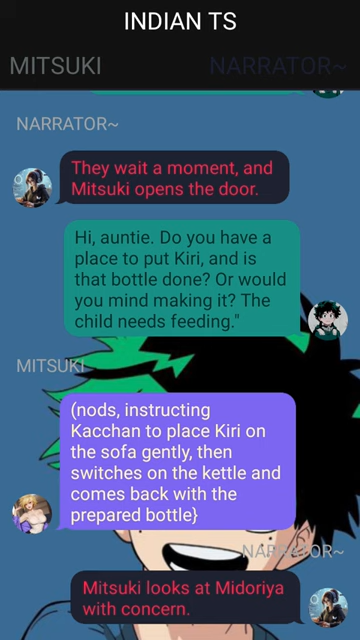 INDIAN TS
MITSUKI
NARRATOR~
NARRATOR~
They wait a moment, and
Mitsuki opens the door.
Hi, auntie. Do you have a
place to put Kiri, and is
that bottle done? Or would
you mind making it? The
child needs feeding."
MITSUKI
(nods, instructing
Kacchan to place Kiri on
the sofa gently, then
switches on the kettle and
comes back with the
prepared bottle}
NARRATOR~
Mitsuki looks at Midoriya
with concern.